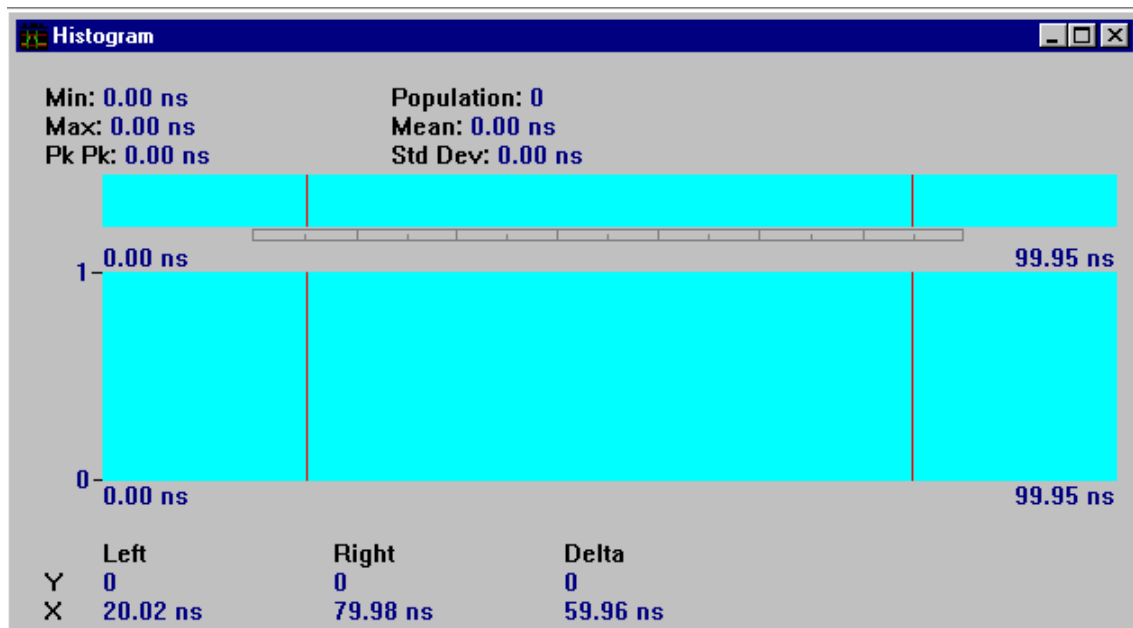 Histogram
Min: 0.00 ns Population: 0
Max: 0.00 ns Mean: 0.00 ns
Pk Pk: 0.00 ns Std Dev: 0.00 ns
0.00 ns 99.95 ns
1
0
0.00 ns 99.95 ns
Left Right Delta
Y 0 0 0
X 20.02 ns 79.98 ns 59.96 ns